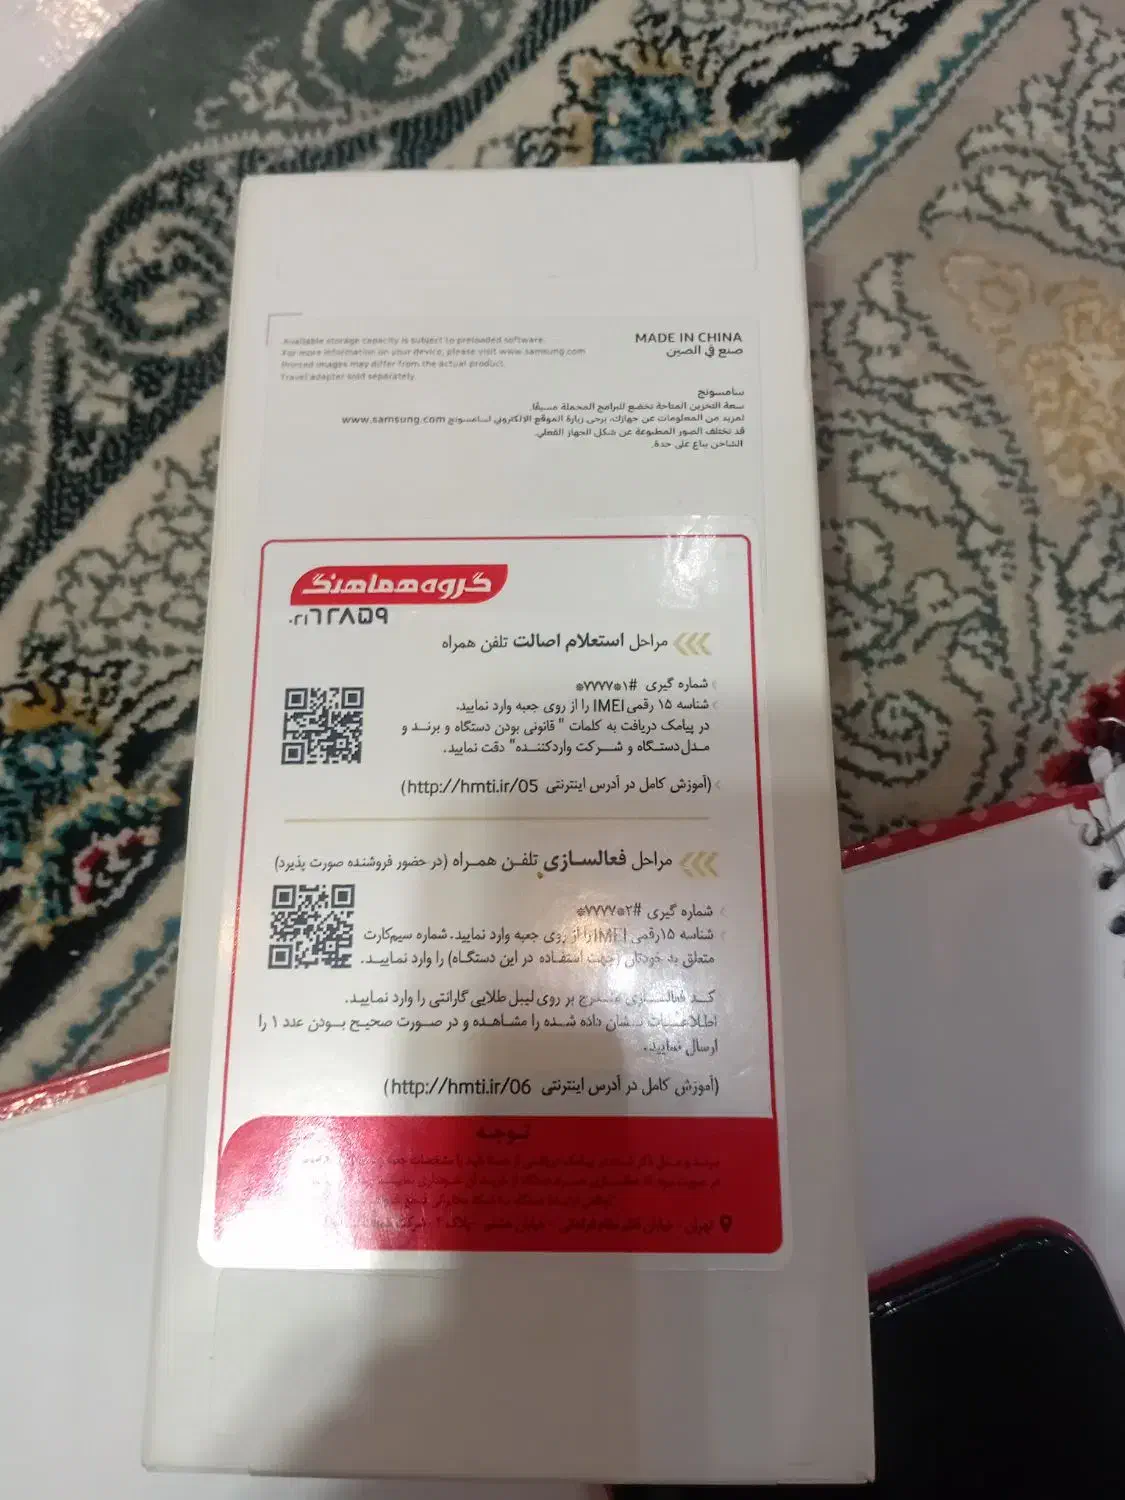 Available storage capacity is subject to preloaded software.
For more information on your device, please visit www.samsung.com
Printed images may differ from the actual product.
Travel adapter sold separately.
MADE IN CHINA
صنع في الصين
سامسونج
سعة التخزين المتاحة تخضع للبرامج المحملة مسبقًا.
لمزيد من المعلومات عن جهازك، يرجى زيارة الموقع الإلكتروني لسامسونج www.samsung.com
قد تختلف الصور المطبوعة عن شكل الجهاز الفعلي.
الشاحن يباع على حدة.
گروه هماهنگ
۰۲۱۶۲۸۵۹
مراحل استعلام اصالت تلفن همراه
شماره گیری #۱*۷۷۷۷*
شناسه ۱۵ رقمی IMEI را از روی جعبه وارد نمایید.
در پیامک دریافت به کلمات " قانونی بودن دستگاه و برند و
مدل دستگاه و شرکت واردکننده" دقت نمایید.
(آموزش کامل در آدرس اینترنتی http://hmti.ir/05)
مراحل فعالسازی تلفن همراه (در حضور فروشنده صورت پذیرد)
شماره گیری #۲*۷۷۷۷*
شناسه ۱۵رقمی IMEI را از روی جعبه وارد نمایید. شماره سیم‌کارت
متعلق به خودتان (جهت استفاده در این دستگاه) را وارد نمایید.
کد فعالسازی مندرج بر روی لیبل طلایی گارانتی را وارد نمایید.
اطلاعات نشان داده شده را مشاهده و در صورت صحیح بودن عدد ۱ را
ارسال نمایید.
(آموزش کامل در آدرس اینترنتی http://hmti.ir/06)
توجه
تهران - خیابان